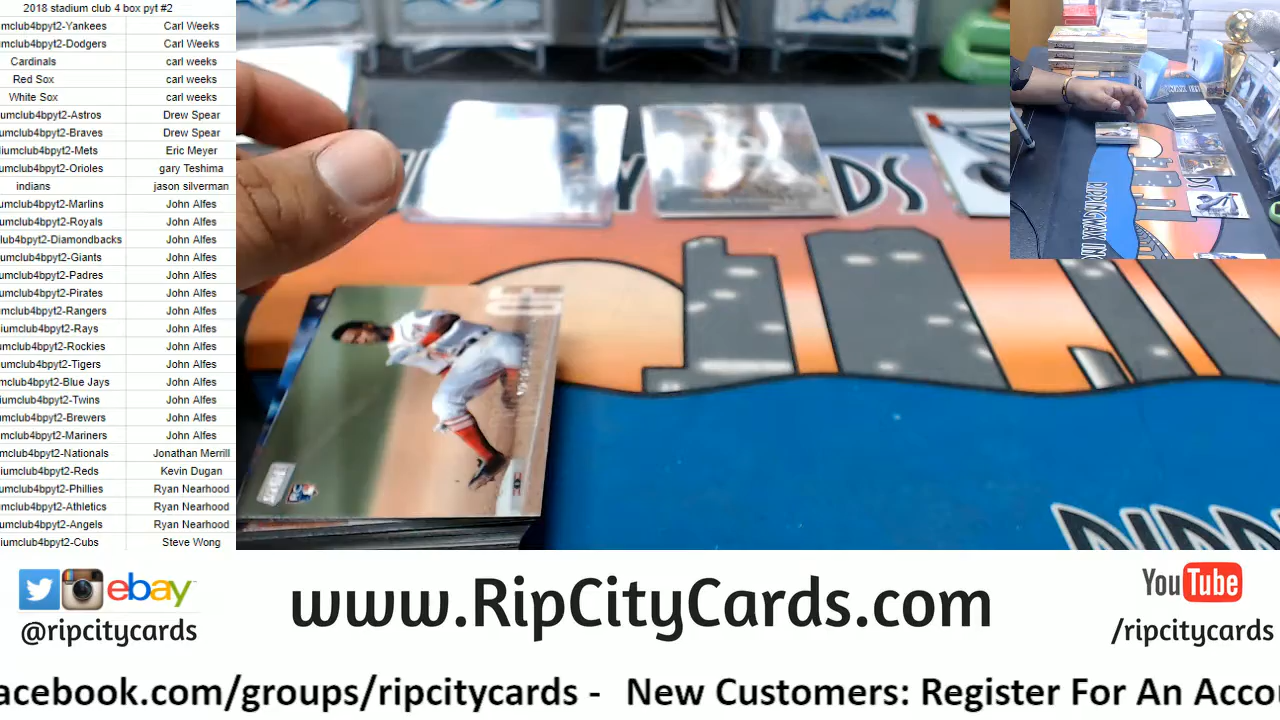 2018 stadium club 4 box pyt #2
mclub4bpyt2-Yankees Carl Weeks
umclub4bpyt2-Dodgers Carl Weeks
Cardinals carl weeks
Red Sox carl weeks
White Sox carl weeks
umclub4bpyt2-Astros Drew Spear
umclub4bpyt2-Braves Drew Spear
liumclub4bpyt2-Mets Eric Meyer
umclub4bpyt2-Orioles gary Teshima
indians jason silverman
umclub4bpyt2-Marlins John Alfes
umclub4bpyt2-Royals John Alfes
lub4bpyt2-Diamondbacks John Alfes
umclub4bpyt2-Giants John Alfes
umclub4bpyt2-Padres John Alfes
umclub4bpyt2-Pirates John Alfes
umclub4bpyt2-Rangers John Alfes
iumclub4bpyt2-Rays John Alfes
umclub4bpyt2-Rockies John Alfes
iumclub4bpyt2-Tigers John Alfes
mclub4bpyt2-Blue Jays John Alfes
iumclub4bpyt2-Twins John Alfes
umclub4bpyt2-Brewers John Alfes
umclub4bpyt2-Mariners John Alfes
mclub4bpyt2-Nationals Jonathan Merrill
iumclub4bpyt2-Reds Kevin Dugan
umclub4bpyt2-Phillies Ryan Nearhood
umclub4bpyt2-Athletics Ryan Nearhood
umclub4bpyt2-Angels Ryan Nearhood
iumclub4bpyt2-Cubs Steve Wong
ebay
@ripcitycards
www.RipCityCards.com
YouTube
/ripcitycards
acebook.com/groups/ripcitycards - New Customers: Register For An Acco